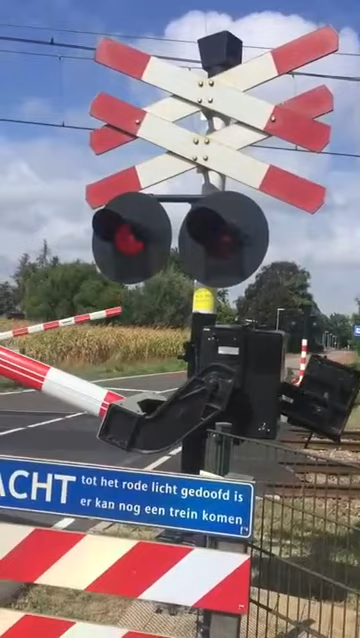 ACHT tot het rode licht gedoofd is
er kan nog een trein komen